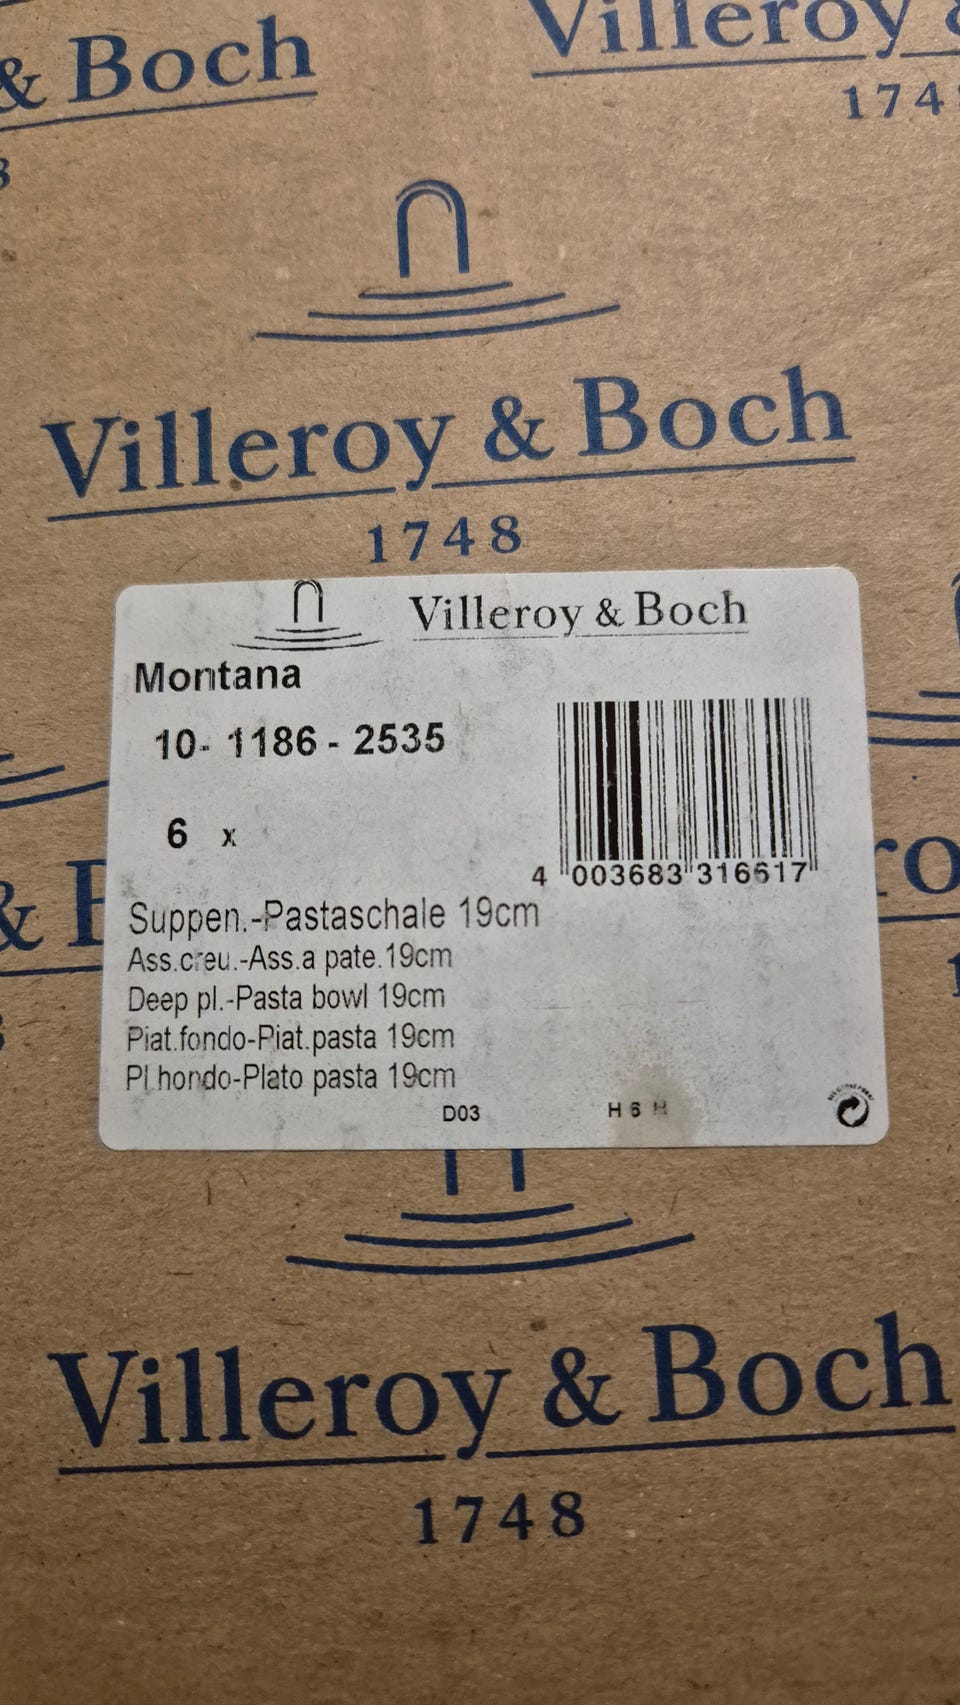 & Boch
Villeroy &
174
Villeroy & Boch
1748
Villeroy & Boch
Montana
10- 1186 - 2535
6 x
4 003683 316617
Suppen.-Pastaschale 19cm
Ass.creu.-Ass.a pate.19cm
Deep pl.-Pasta bowl 19cm
Piat.fondo-Piat.pasta 19cm
Pl.hondo-Plato pasta 19cm
D03 H 6 H
Villeroy & Boch
1748